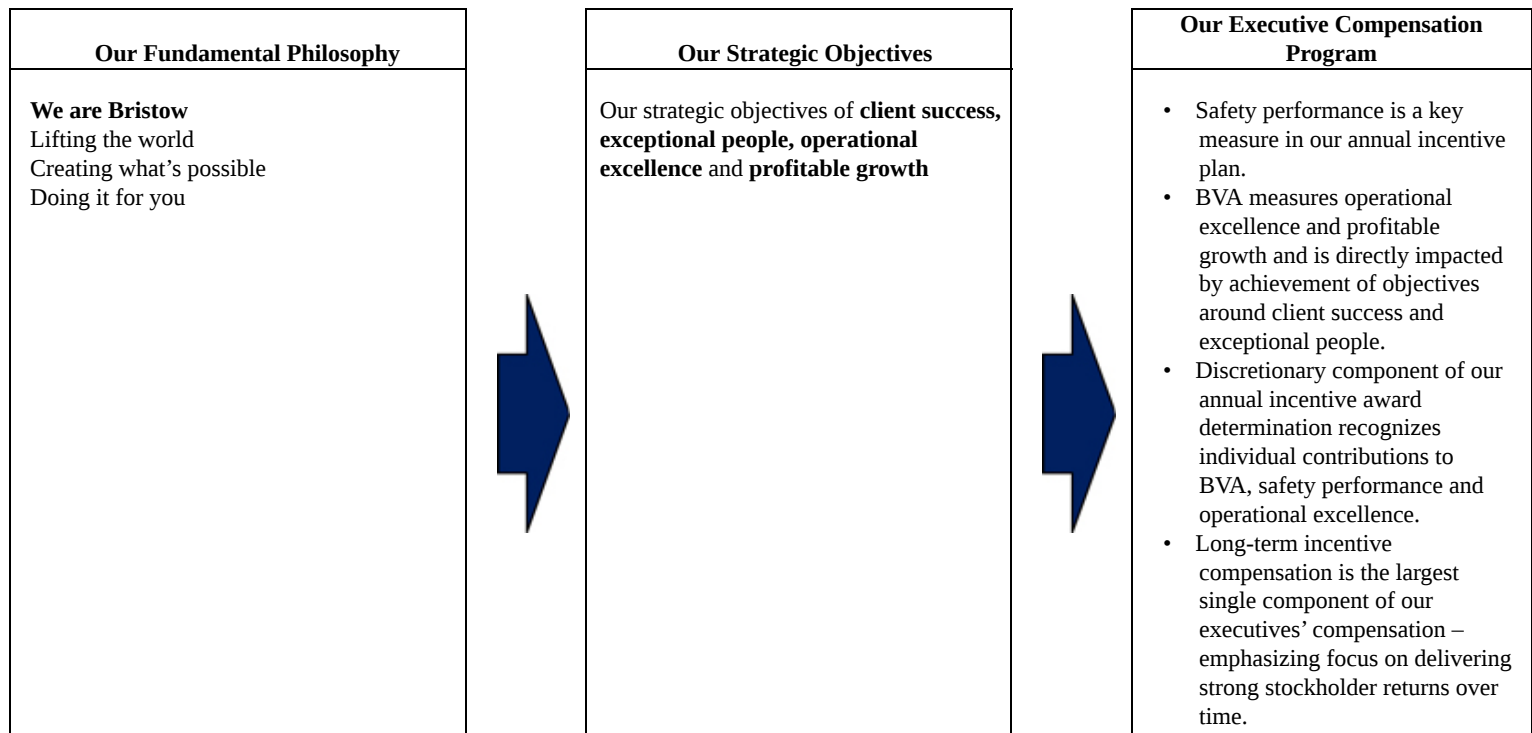 Our Fundamental Philosophy
We are Bristow
Lifting the world
Creating what’s possible
Doing it for you
Our Strategic Objectives
Our strategic objectives of client success,
exceptional people, operational
excellence and profitable growth
Our Executive Compensation
Program
• Safety performance is a key
measure in our annual incentive
plan.
• BVA measures operational
excellence and profitable
growth and is directly impacted
by achievement of objectives
around client success and
exceptional people.
• Discretionary component of our
annual incentive award
determination recognizes
individual contributions to
BVA, safety performance and
operational excellence.
• Long-term incentive
compensation is the largest
single component of our
executives’ compensation –
emphasizing focus on delivering
strong stockholder returns over
time.